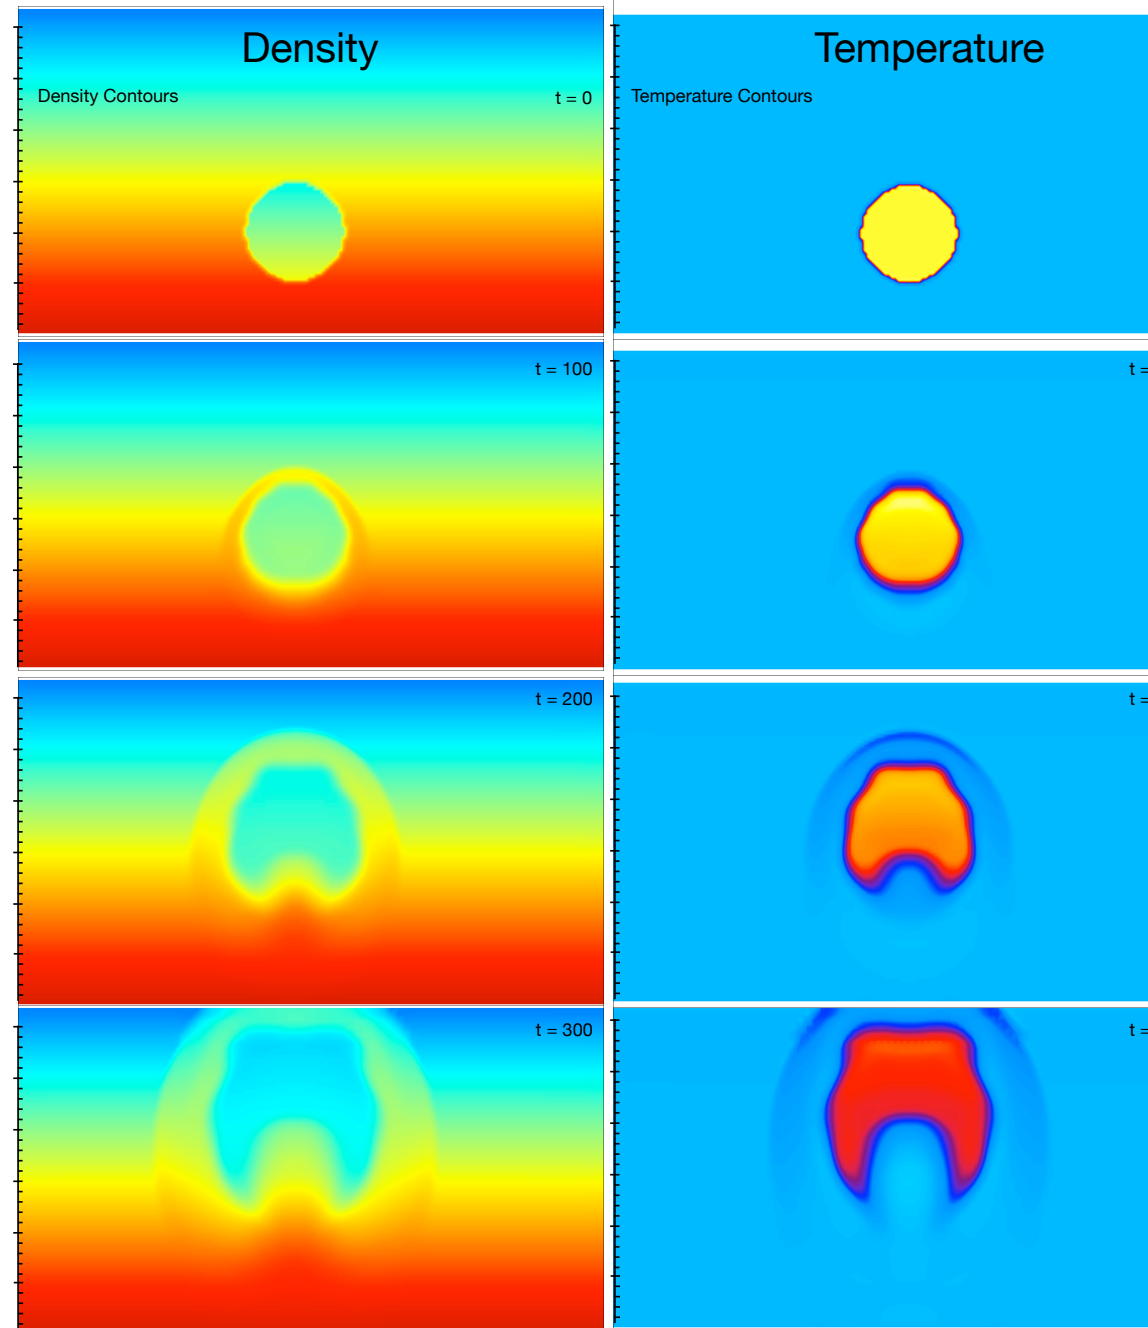 Density
Temperature
Density Contours
t = 0
Temperature Contours
t = 100
t =
t = 200
t =
t = 300
t =